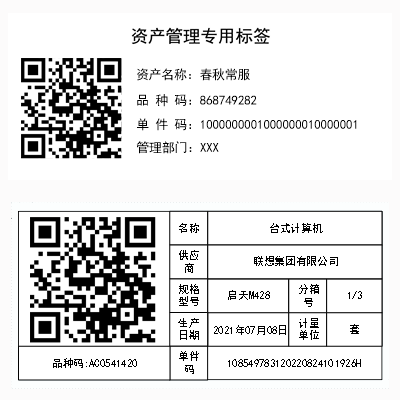 资产管理专用标签
资产名称: 春秋常服
品 种 码: 868749282
单 件 码: 1000000001000000010000001
管理部门: XXX
名称 台式计算机
供应商 联想集团有限公司
规格型号 启天M428 分箱号 1/3
生产日期 2021年07月08日 计量单位 套
品种码: AC0541420 单件码 10854978312022082410​1926H